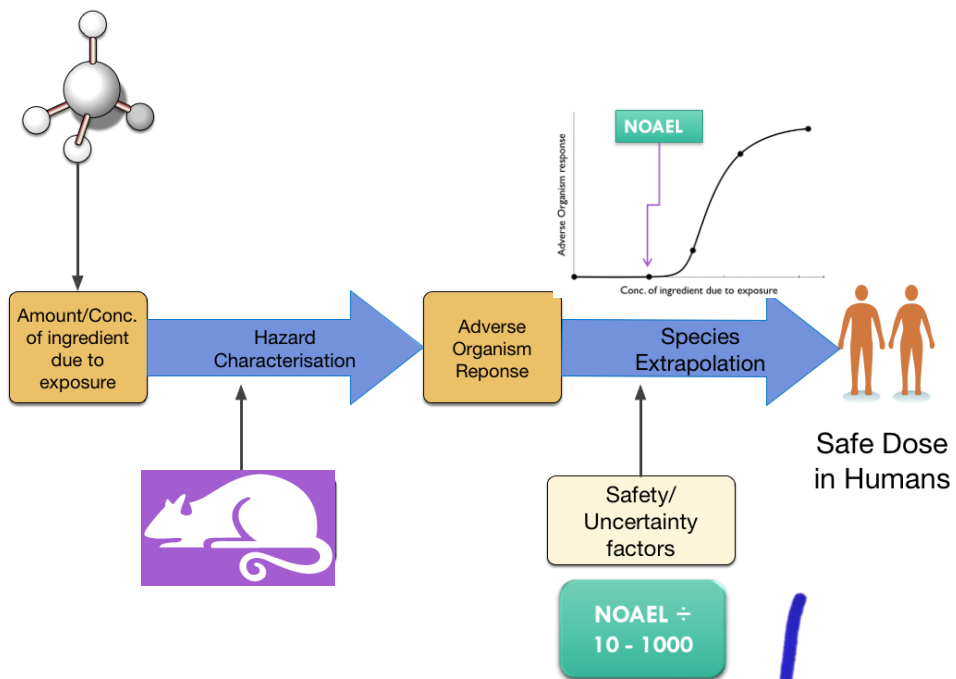 NOAEL
Adverse Organism response
Conc. of ingredient due to exposure
Amount/Conc.
of ingredient
due to
exposure
Hazard
Characterisation
Adverse
Organism
Reponse
Species
Extrapolation
Safe Dose
in Humans
Safety/
Uncertainty
factors
NOAEL ÷
10 - 1000